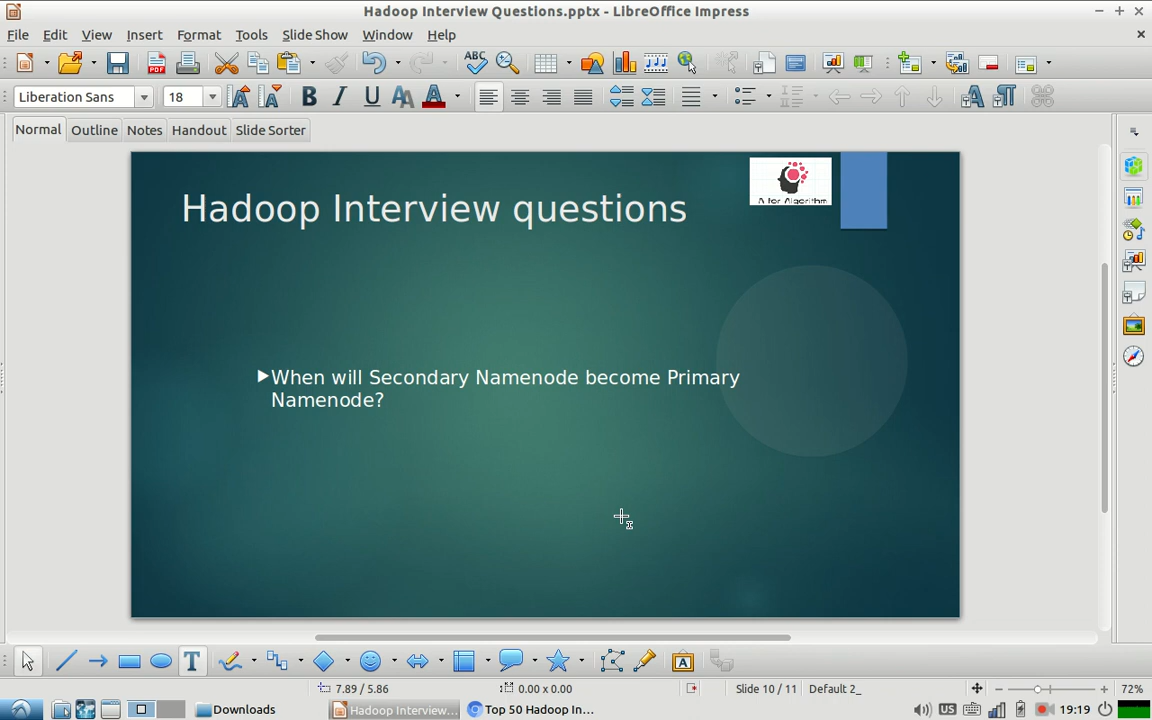 Hadoop Interview Questions.pptx - LibreOffice Impress
File Edit View Insert Format Tools Slide Show Window Help
Liberation Sans 18
Normal Outline Notes Handout Slide Sorter
A for Algorithm
Hadoop Interview questions
When will Secondary Namenode become Primary
Namenode?
7.89 / 5.86 0.00 x 0.00 Slide 10 / 11 Default 2_ 72%
Downloads Hadoop Interview... Top 50 Hadoop In... US 19:19